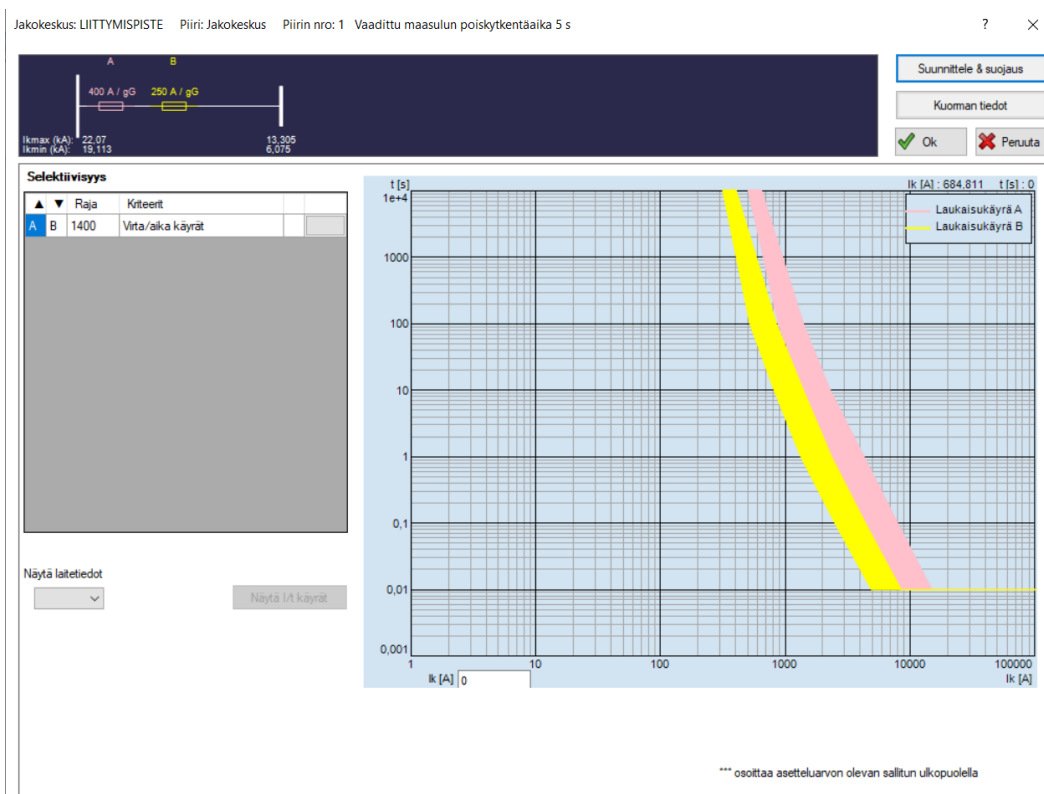 Jakokeskus: LIITTYMISPISTE Piiri: Jakokeskus Piirin nro: 1 Vaadittu maasulun poiskytkentäaika 5 s ?
A B
400 A / gG 250 A / gG
Ikmax (kA): 22,07 13,305
Ikmin (kA): 19,113 6,075
Suunnittele & suojaus
Kuorman tiedot
Ok Peruuta
Selektiivisyys
▲ ▼ Raja Kriteerit
A B 1400 Virta/aika käyrät
Näytä laitetiedot
Näytä I/t käyrät
t [s] Ik [A] : 684.811 t [s] : 0
1e+4
Laukaisukäyrä A
Laukaisukäyrä B
1000
100
10
1
0,1
0,01
0,001
1 10 100 1000 10000 100000
Ik [A] 0 Ik [A]
*** osoittaa asetteluarvon olevan sallitun ulkopuolella